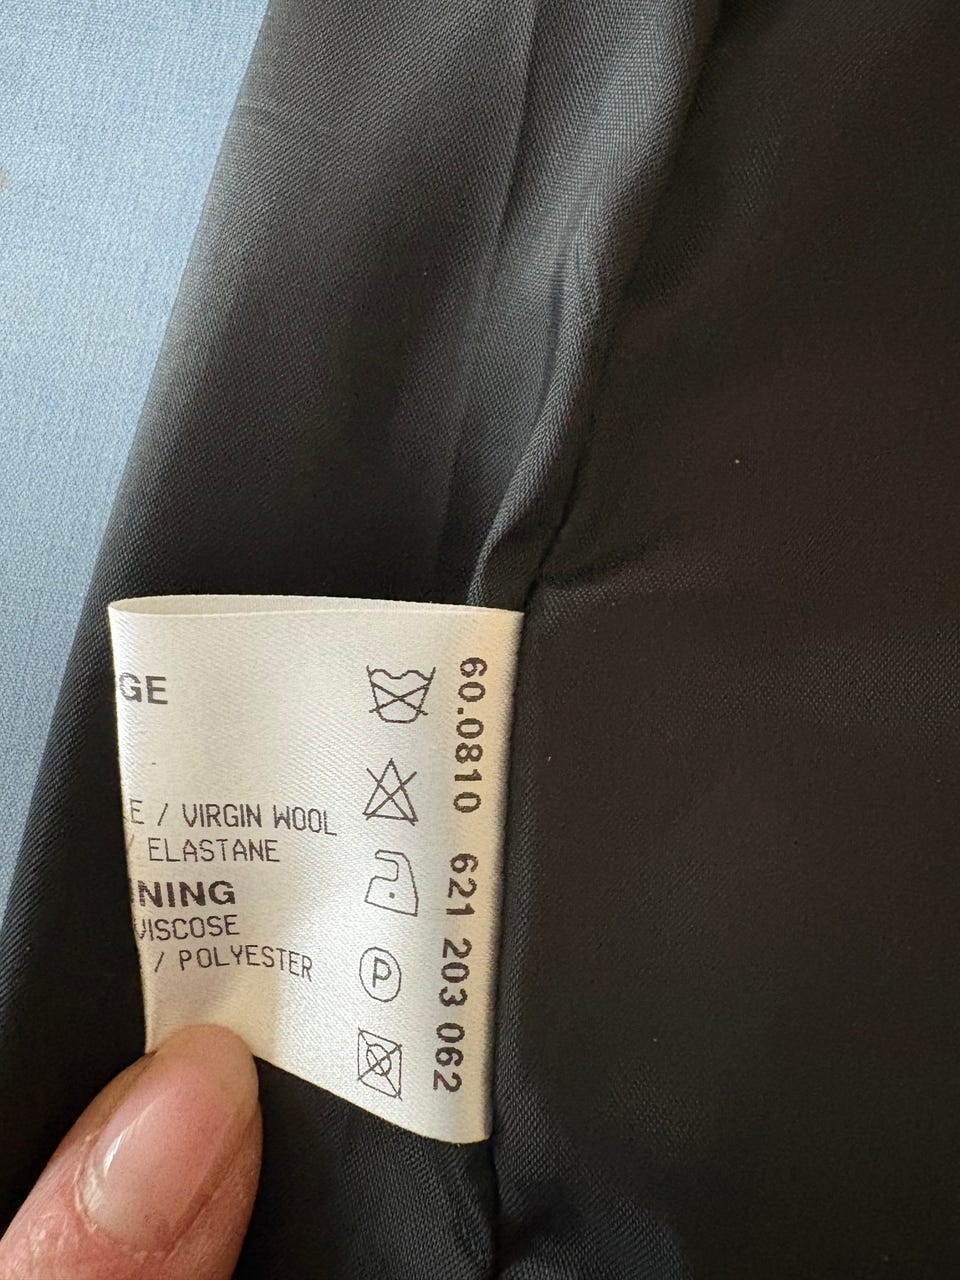 GE
E / VIRGIN WOOL
/ ELASTANE
NING
VISCOSE
/ POLYESTER
P
60.0810 621 203 062